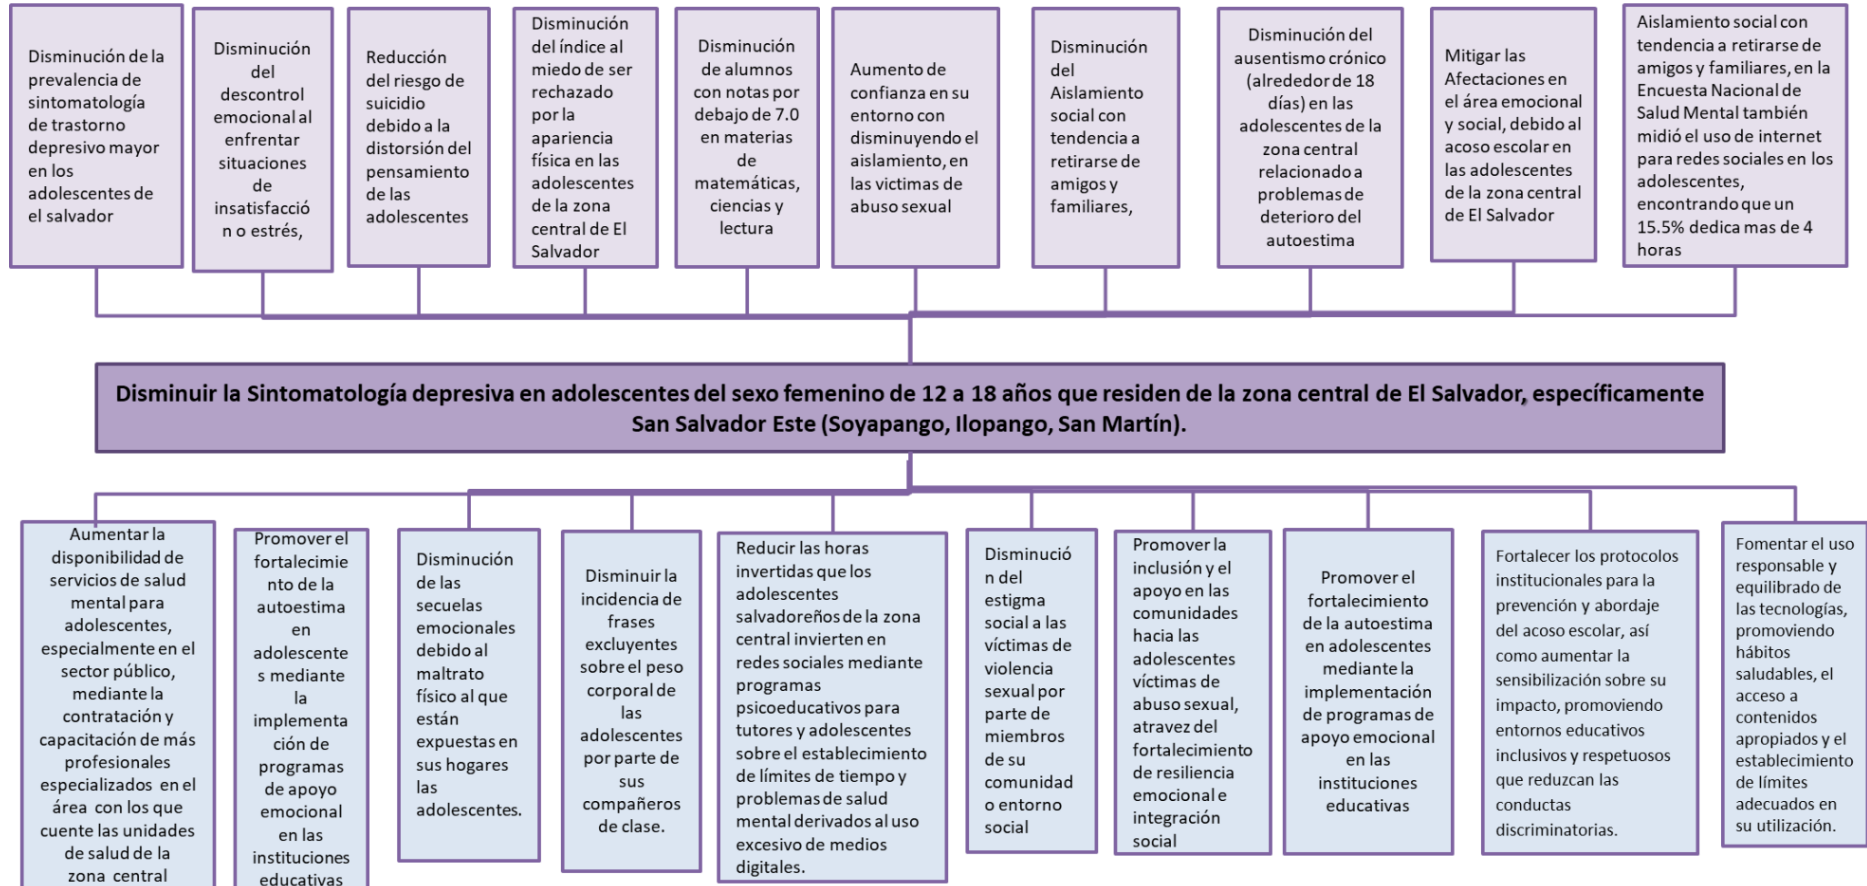 Disminución de la
prevalencia de
sintomatología
de trastorno
depresivo mayor
en los
adolescentes de
el salvador
Disminución
del
descontrol
emocional al
enfrentar
situaciones
de
insatisfacció
n o estrés,
Reducción
del riesgo de
suicidio
debido a la
distorsión del
pensamiento
de las
adolescentes
Disminución
del índice al
miedo de ser
rechazado
por la
apariencia
física en las
adolescentes
de la zona
central de El
Salvador
Disminución
de alumnos
con notas por
debajo de 7.0
en materias
de
matemáticas,
ciencias y
lectura
Aumento de
confianza en su
entorno con
disminuyendo el
aislamiento, en
las victimas de
abuso sexual
Disminución
del
Aislamiento
social con
tendencia a
retirarse de
amigos y
familiares,
Disminución del
ausentismo crónico
(alrededor de 18
días) en las
adolescentes de la
zona central
relacionado a
problemas de
deterioro del
autoestima
Mitigar las
Afectaciones en
el área emocional
y social, debido al
acoso escolar en
las adolescentes
de la zona central
de El Salvador
Aislamiento social con
tendencia a retirarse de
amigos y familiares, en la
Encuesta Nacional de
Salud Mental también
midió el uso de internet
para redes sociales en los
adolescentes,
encontrando que un
15.5% dedica mas de 4
horas
Disminuir la Sintomatología depresiva en adolescentes del sexo femenino de 12 a 18 años que residen de la zona central de El Salvador, específicamente
San Salvador Este (Soyapango, Ilopango, San Martín).
Aumentar la
disponibilidad de
servicios de salud
mental para
adolescentes,
especialmente en el
sector público,
mediante la
contratación y
capacitación de más
profesionales
especializados en el
área con los que
cuente las unidades
de salud de la
zona central
Promover el
fortalecimie
nto de la
autoestima
en
adolescente
s mediante
la
implementa
ción de
programas
de apoyo
emocional
en las
instituciones
educativas
Disminución
de las
secuelas
emocionales
debido al
maltrato
físico al que
están
expuestas en
sus hogares
las
adolescentes.
Disminuir la
incidencia de
frases
excluyentes
sobre el peso
corporal de
las
adolescentes
por parte de
sus
compañeros
de clase.
Reducir las horas
invertidas que los
adolescentes
salvadoreños de la zona
central invierten en
redes sociales mediante
programas
psicoeducativos para
tutores y adolescentes
sobre el establecimiento
de límites de tiempo y
problemas de salud
mental derivados al uso
excesivo de medios
digitales.
Disminució
n del
estigma
social a las
víctimas de
violencia
sexual por
parte de
miembros
de su
comunidad
o entorno
social
Promover la
inclusión y el
apoyo en las
comunidades
hacia las
adolescentes
víctimas de
abuso sexual,
atravez del
fortalecimiento
de resiliencia
emocional e
integración
social
Promover el
fortalecimiento
de la autoestima
en adolescentes
mediante la
implementación
de programas de
apoyo emocional
en las
instituciones
educativas
Fortalecer los protocolos
institucionales para la
prevención y abordaje
del acoso escolar, así
como aumentar la
sensibilización sobre su
impacto, promoviendo
entornos educativos
inclusivos y respetuosos
que reduzcan las
conductas
discriminatorias.
Fomentar el uso
responsable y
equilibrado de
las tecnologías,
promoviendo
hábitos
saludables, el
acceso a
contenidos
apropiados y el
establecimiento
de límites
adecuados en
su utilización.